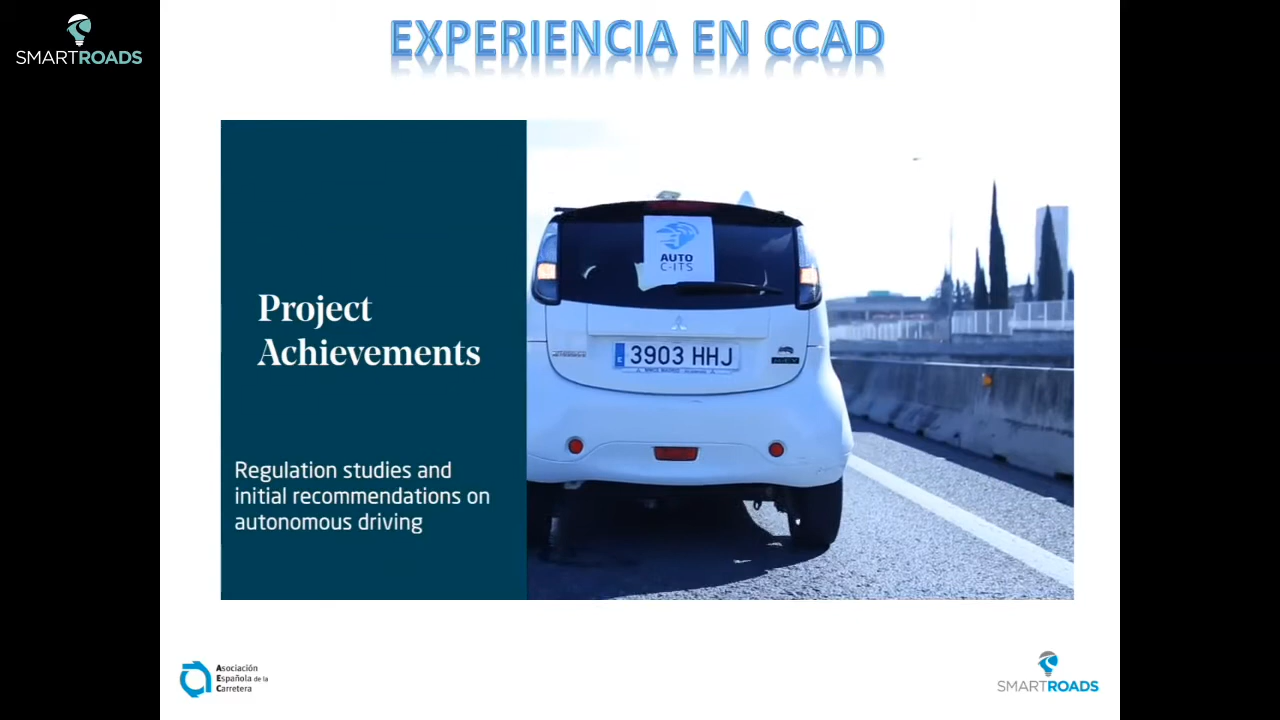 SMARTROADS
EXPERIENCIA EN CCAD
Project
Achievements
Regulation studies and
initial recommendations on
autonomous driving
AUTO
C-ITS
3903 HHJ
Asociación
Española de la
Carretera
SMARTROADS